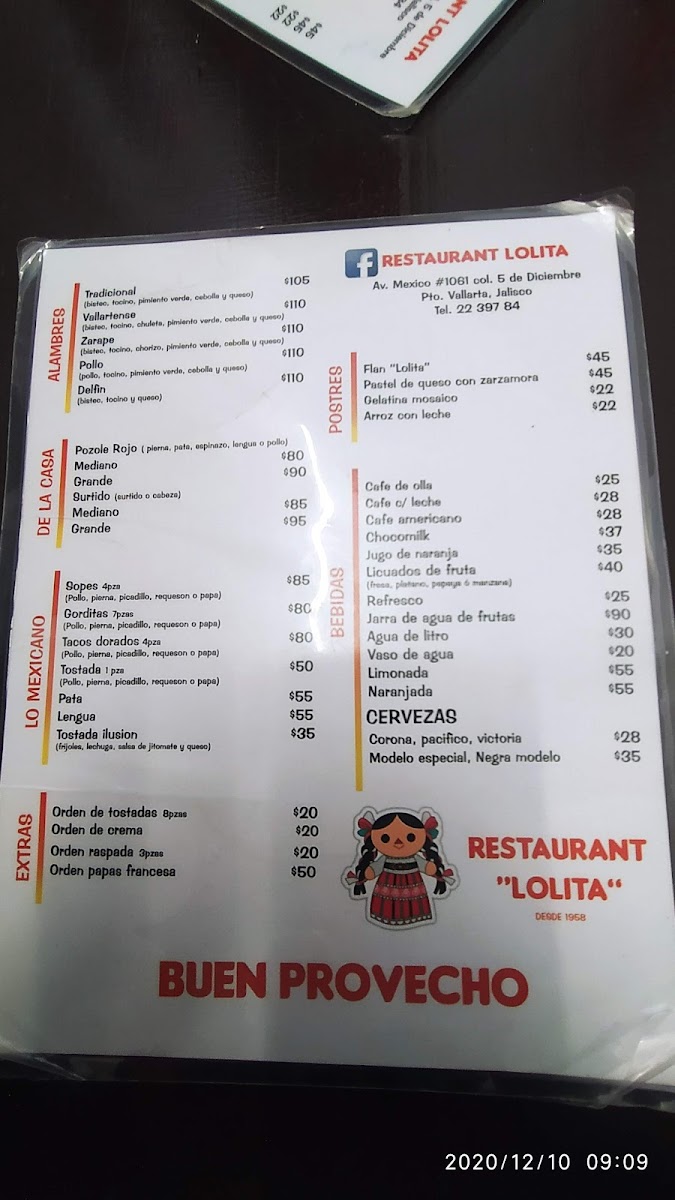 $45
$45
$22
$22
NT LOLITA
5 de Diciembre
ALAMBRES
Tradicional $105
(bistec, tocino, pimiento verde, cebolla y queso)
Vallartense $110
(bistec, tocino, chuleta, pimiento verde, cebolla y queso)
Zarape $110
(bistec, tocino, chorizo, pimiento verde, cebolla y queso)
Pollo $110
(pollo, tocino, pimiento verde, cebolla y queso)
Delfin $110
(bistec, tocino y queso)
DE LA CASA
Pozole Rojo ( pierna, pata, espinazo, lengua o pollo)
Mediano $80
Grande $90
Surtido (surtido o cabeza)
Mediano $85
Grande $95
LO MEXICANO
Sopes 4pza $85
(Pollo, pierna, picadillo, requeson o papa)
Gorditas 7pzas $80
(Pollo, pierna, picadillo, requeson o papa)
Tacos dorados 4pza $80
(Pollo, pierna, picadillo, requeson o papa)
Tostada 1 pza $50
(Pollo, pierna, picadillo, requeson o papa)
Pata $55
Lengua $55
Tostada ilusion $35
(frijoles, lechuga, salsa de jitomate y queso)
EXTRAS
Orden de tostadas 8pzas $20
Orden de crema $20
Orden raspada 3pzas $20
Orden papas francesa $50
f RESTAURANT LOLITA
Av. Mexico #1061 col. 5 de Diciembre
Pto. Vallarta, Jalisco
Tel. 22 397 84
POSTRES
Flan "Lolita" $45
Pastel de queso con zarzamora $45
Gelatina mosaico $22
Arroz con leche $22
BEBIDAS
Cafe de olla $25
Cafe c/ leche $28
Cafe americano $28
Chocomilk $37
Jugo de naranja $35
Licuados de fruta $40
(fresa, platano, papaya ó manzana)
Refresco $25
Jarra de agua de frutas $90
Agua de litro $30
Vaso de agua $20
Limonada $55
Naranjada $55
CERVEZAS
Corona, pacifico, victoria $28
Modelo especial, Negra modelo $35
RESTAURANT
"LOLITA"
DESDE 1958
BUEN PROVECHO
2020/12/10 09:09